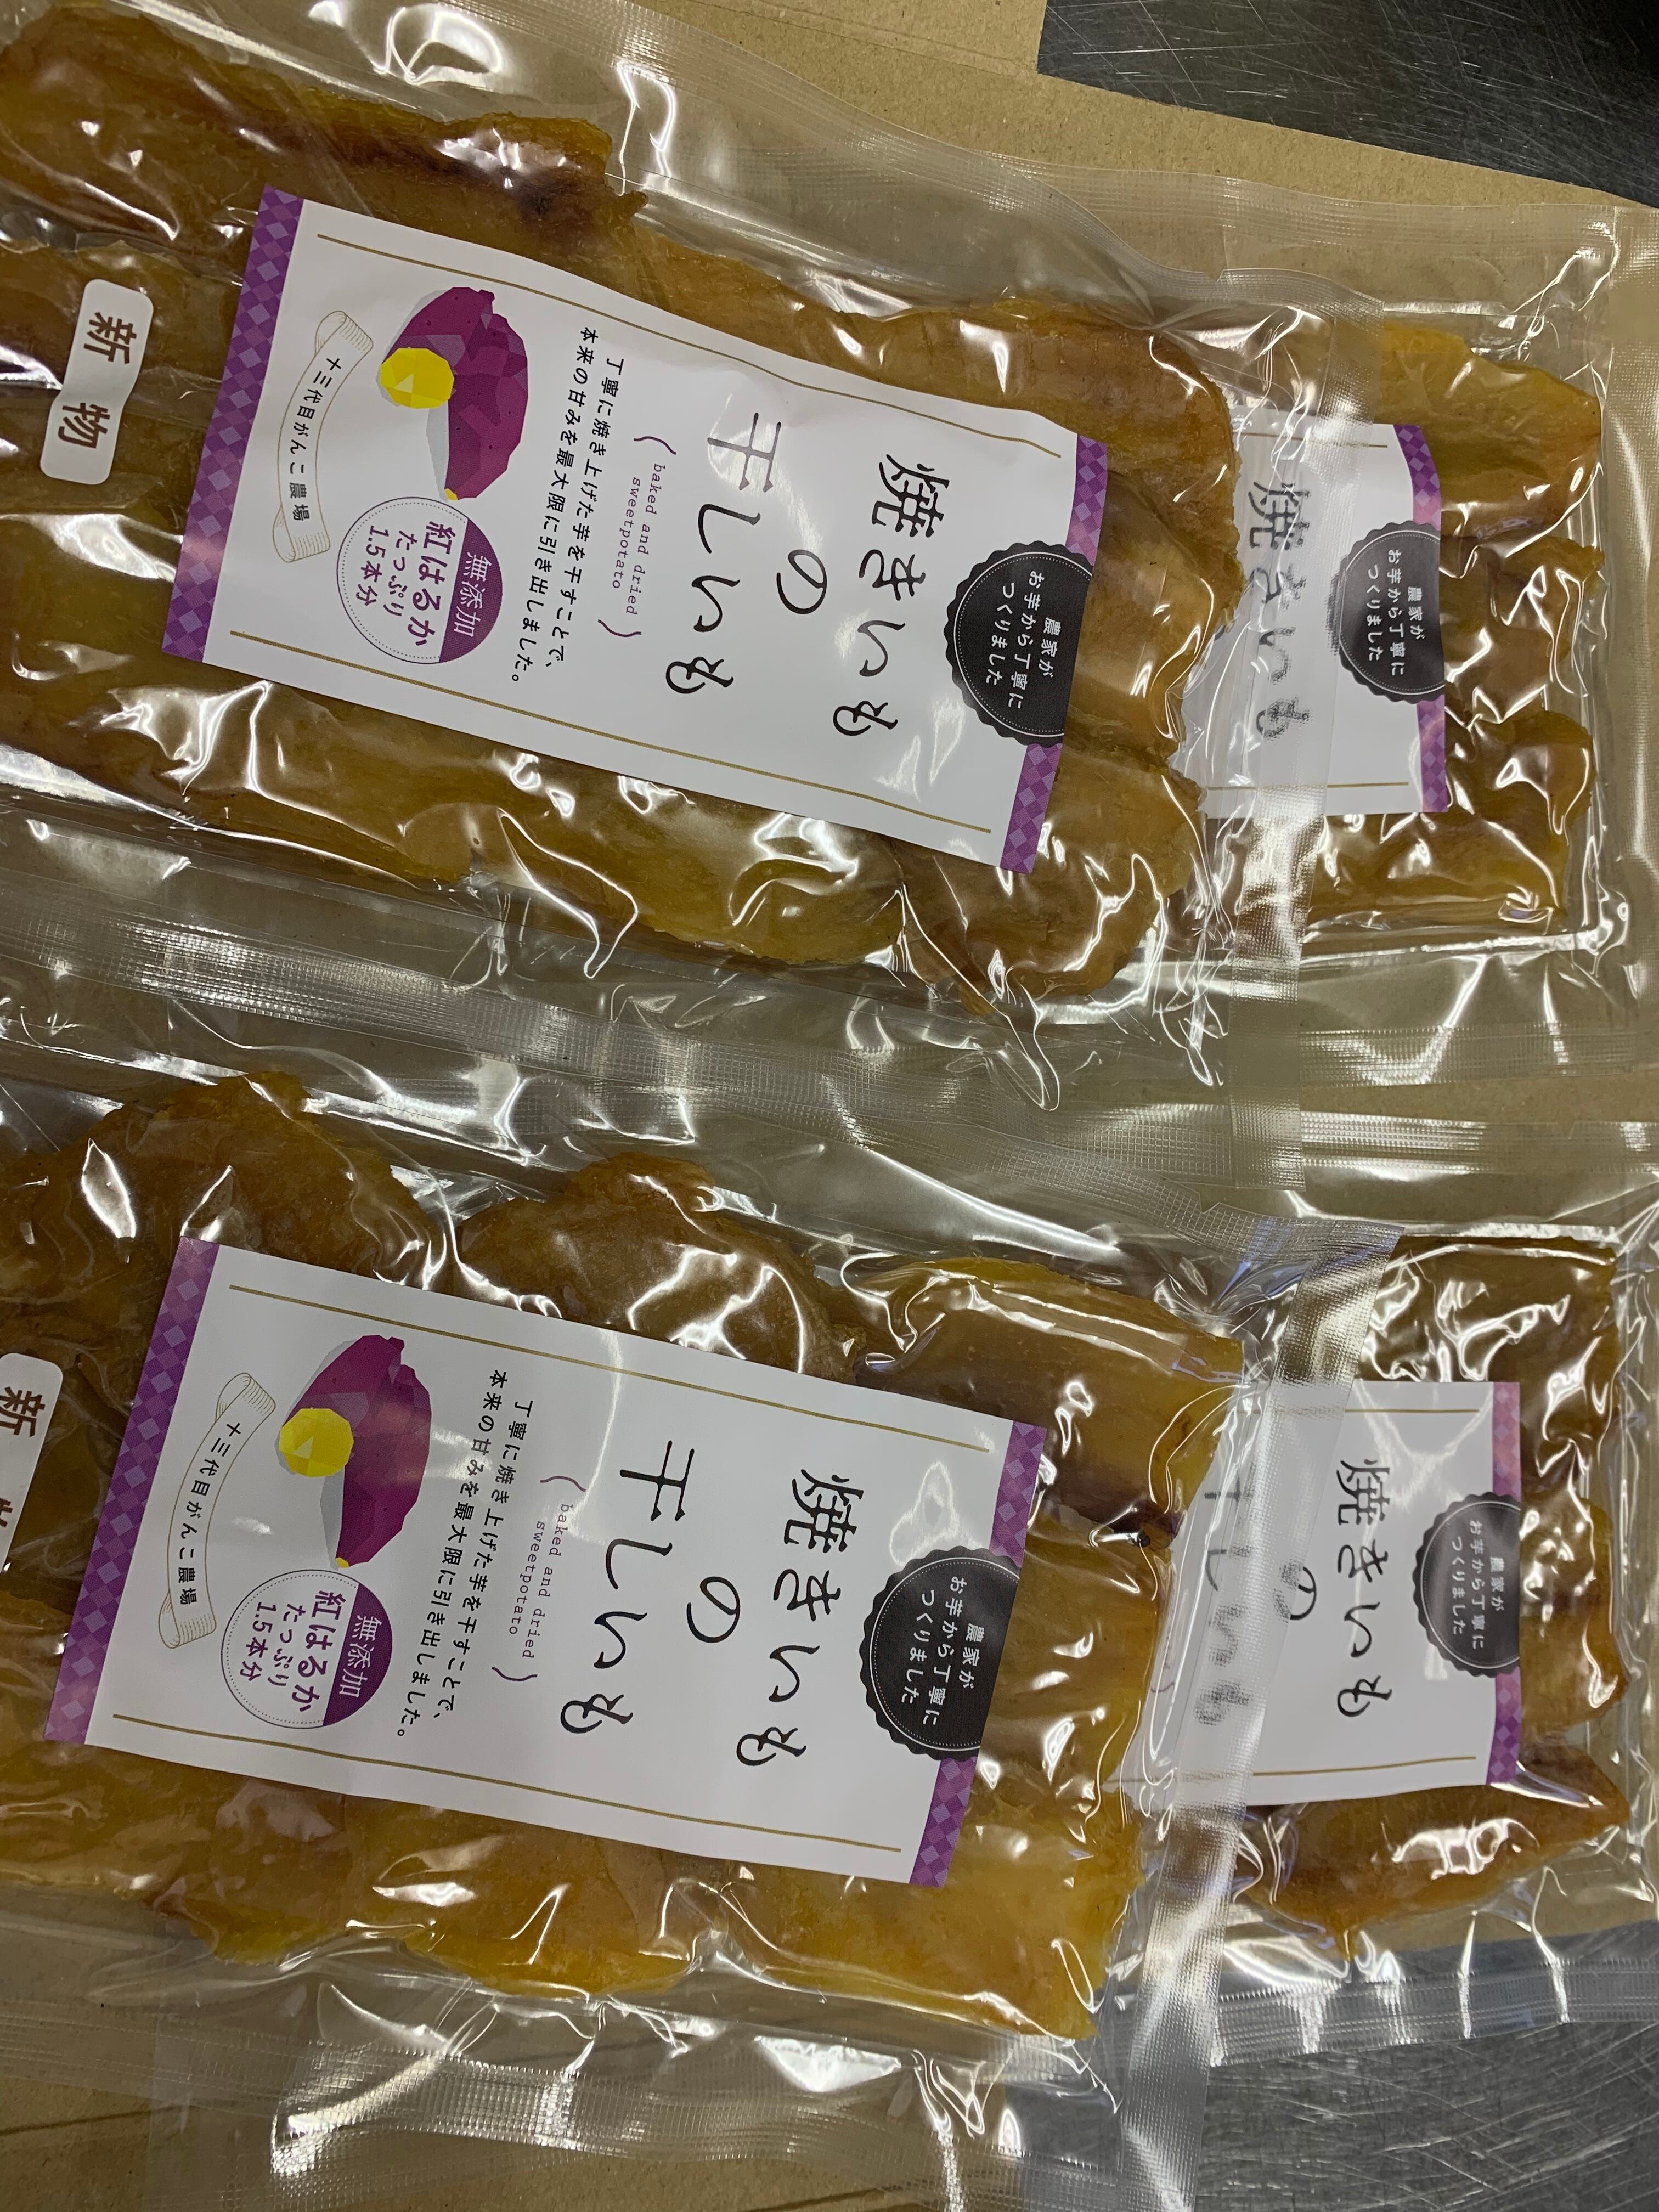 農家が
お芋から丁寧に
つくりました
焼きいも
の
干しいも
(baked and dried
sweetpotato)
丁寧に焼き上げた芋を干すことで、
本来の甘みを最大限に引き出しました。
無添加
紅はるか
たっぷり
1.5本分
十三代目がんこ農場
新物
農家が
お芋から丁寧に
つくりました
焼きいも
農家が
お芋から丁寧に
つくりました
焼きいも
の
干しいも
(baked and dried
sweetpotato)
丁寧に焼き上げた芋を干すことで、
本来の甘みを最大限に引き出しました。
無添加
紅はるか
たっぷり
1.5本分
十三代目がんこ農場
新
農家が
お芋から丁寧に
つくりました
焼きいも
の
干しいも